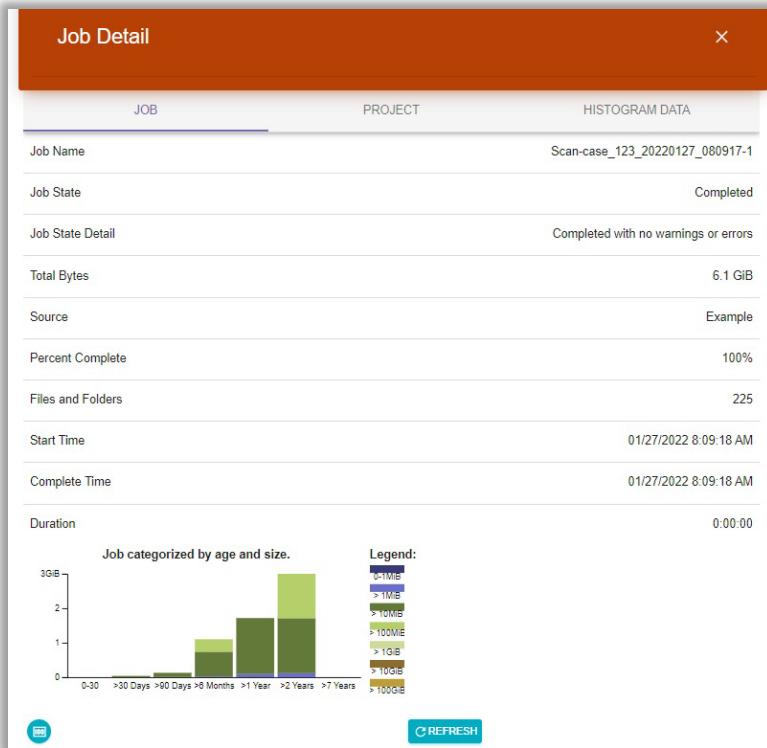 Job Detail
JOB PROJECT HISTOGRAM DATA
Job Name Scan-case_123_20220127_080917-1
Job State Completed
Job State Detail Completed with no warnings or errors
Total Bytes 6.1 GiB
Source Example
Percent Complete 100%
Files and Folders 225
Start Time 01/27/2022 8:09:18 AM
Complete Time 01/27/2022 8:09:18 AM
Duration 0:00:00
Job categorized by age and size. Legend:
3GiB
2
1
0
0-30 >30 Days >90 Days >6 Months >1 Year >2 Years >7 Years
0-1MiB
> 1MiB
> 10MiB
> 100MiB
> 1GiB
> 10GiB
> 100GiB
REFRESH